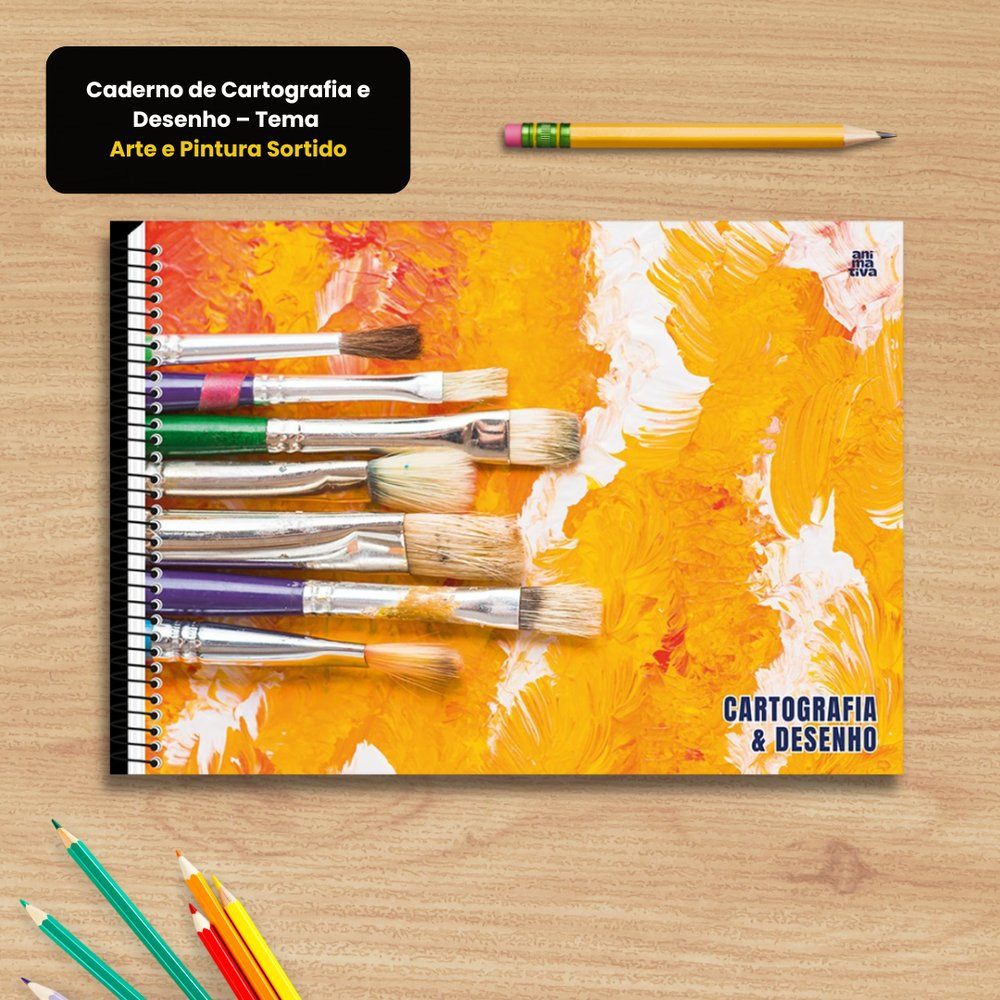 Caderno de Cartografia e
Desenho – Tema
Arte e Pintura Sortido
ani
ma
tiva
CARTOGRAFIA
& DESENHO